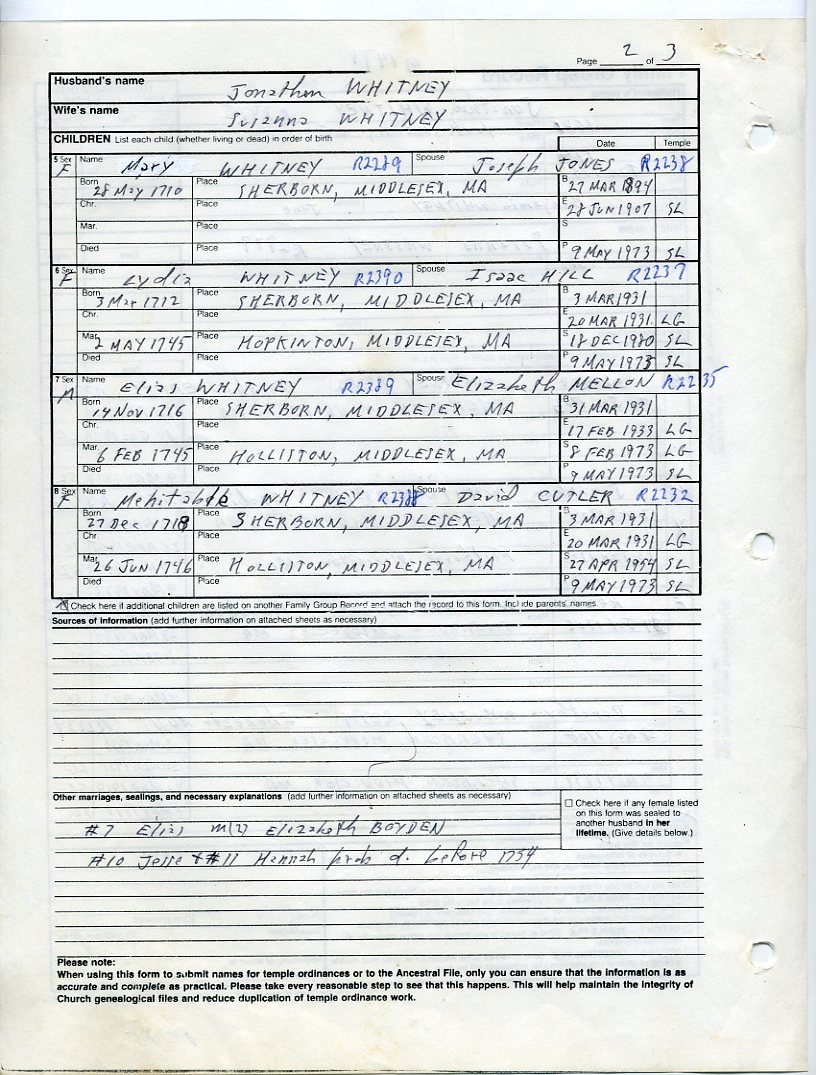 Page 2 of 3
Husband's name Jonathan WHITNEY
Wife's name Suzanna WHITNEY
CHILDREN List each child (whether living or dead) in order of birth Date Temple
5 Sex F Name Mary WHITNEY R2289 Spouse Joseph JONES R2238
Born 28 May 1710 Place SHERBORN, MIDDLESEX, MA B 27 MAR 1894
Chr. Place E 28 JUN 1907 SL
Mar. Place S
Died Place P 9 MAY 1973 SL
6 Sex F Name Lydia WHITNEY R2390 Spouse Isaac HILL R2237
Born 3 Mar 1712 Place SHERBORN, MIDDLESEX, MA B 3 MAR 1931
Chr. Place E 20 MAR 1931 LG
Mar. 2 MAY 1745 Place HOPKINTON, MIDDLESEX, MA S 18 DEC 1980 SL
Died Place P 9 MAY 1973 SL
7 Sex M Name Elias WHITNEY R2389 Spouse Elizabeth MELLON R2235
Born 14 Nov 1716 Place SHERBORN, MIDDLESEX, MA B 31 MAR 1931
Chr. Place E 17 FEB 1933 LG
Mar. 6 FEB 1745 Place HOLLISTON, MIDDLESEX, MA S 8 FEB 1973 LG
Died Place P 9 MAY 1973 SL
8 Sex F Name Mehitable WHITNEY R2388 Spouse David CUTLER R2232
Born 27 Dec 1718 Place SHERBORN, MIDDLESEX, MA B 3 MAR 1931
Chr. Place E 20 MAR 1931 LG
Mar. 26 JUN 1746 Place HOLLISTON, MIDDLESEX, MA S 27 APR 1954 SL
Died Place P 9 MAY 1973 SL
Check here if additional children are listed on another Family Group Record and attach the record to this form. Include parents' names.
Sources of information (add further information on attached sheets as necessary)
Other marriages, sealings, and necessary explanations (add further information on attached sheets as necessary)
Check here if any female listed
on this form was sealed to
another husband in her
lifetime. (Give details below.)
#7 Elias m(2) Elizabeth BOYDEN
#10 Jesse & #11 Hannah prob d. before 1754
Please note:
When using this form to submit names for temple ordinances or to the Ancestral File, only you can ensure that the information is as
accurate and complete as practical. Please take every reasonable step to see that this happens. This will help maintain the integrity of
Church genealogical files and reduce duplication of temple ordinance work.